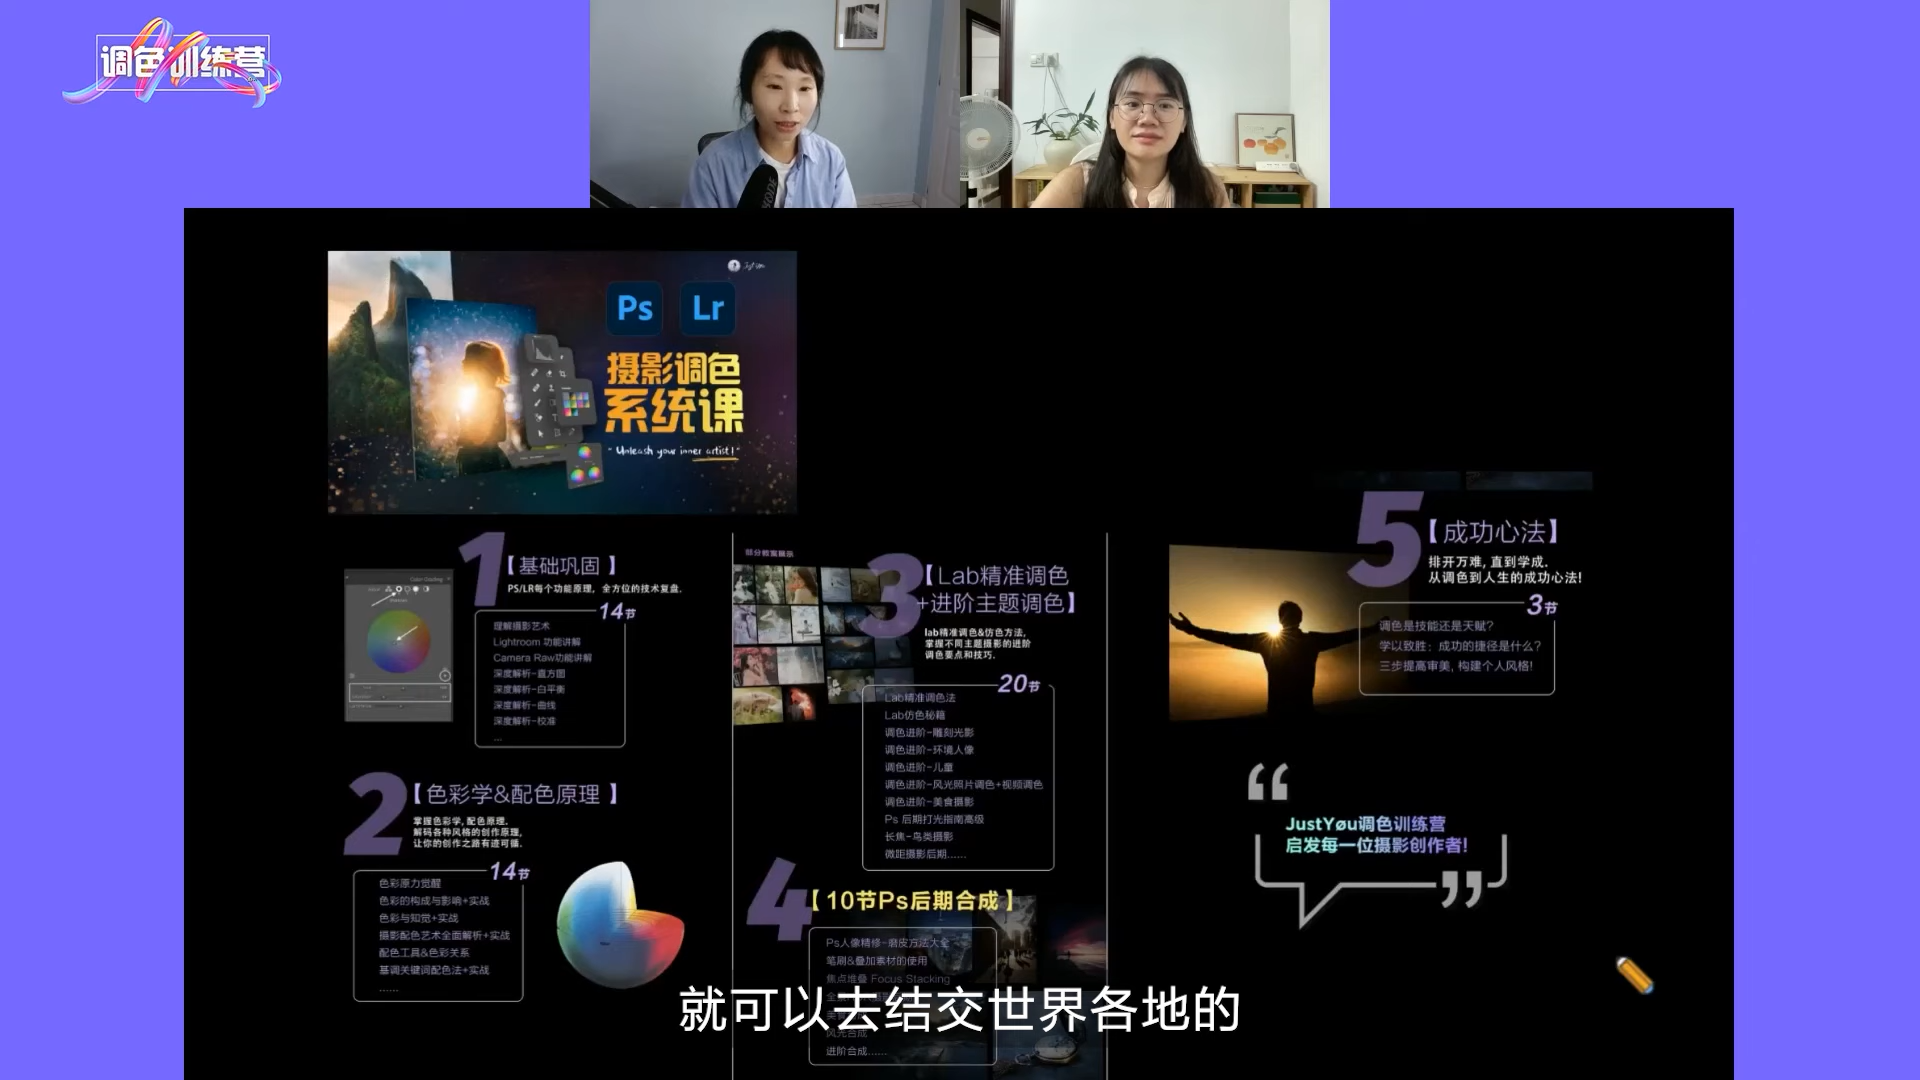 调色训练营
Just You
Ps Lr
摄影调色
系统课
"Unleash your inner artist!"
1【 基础巩固 】
PS/LR每个功能原理，全方位的技术复盘.
14节
Color Grading
理解摄影艺术
Lightroom 功能讲解
Camera Raw功能讲解
深度解析-直方图
深度解析-白平衡
深度解析-曲线
深度解析-校准
...
2【 色彩学&配色原理 】
掌握色彩学, 配色原理.
解码各种风格的创作原理,
让你的创作之路有迹可循.
14节
色彩原力觉醒
色彩的构成与影响+实战
色彩与知觉+实战
摄影配色艺术全面解析+实战
配色工具&色彩关系
基调关键词配色法+实战
......
部分教案展示
3【Lab精准调色
+进阶主题调色】
lab精准调色&仿色方法,
掌握不同主题摄影的进阶
调色要点和技巧.
20节
Lab精准调色法
Lab仿色秘籍
调色进阶-雕刻光影
调色进阶-环境人像
调色进阶-儿童
调色进阶-风光照片调色+视频调色
调色进阶-美食摄影
Ps 后期打光指南高级
长焦-鸟类摄影
微距摄影后期......
4【 10节Ps后期合成 】
Ps人像精修-磨皮方法大全
笔刷&叠加素材的使用
焦点堆叠 Focus Stacking
风光合成
进阶合成......
5【 成功心法】
排开万难, 直到学成.
从调色到人生的成功心法!
3节
调色是技能还是天赋?
学以致胜：成功的捷径是什么?
三步提高审美, 构建个人风格!
“
JustYøu调色训练营
启发每一位摄影创作者!
”
就可以去结交世界各地的